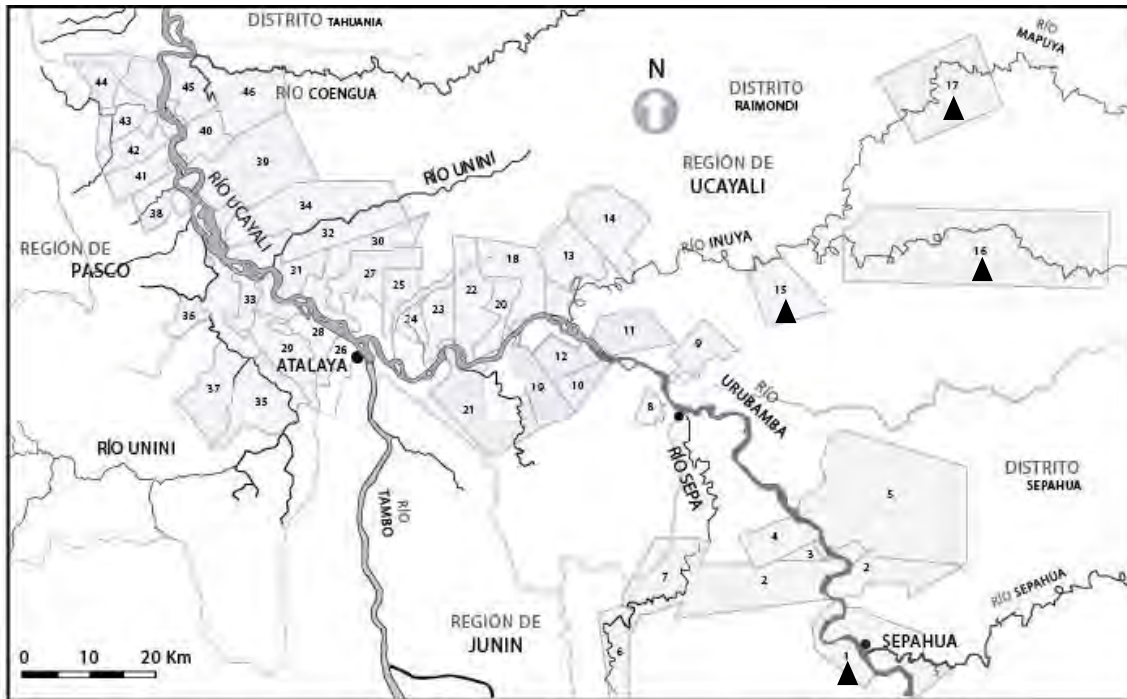 DISTRITO TAHUANIA
RÍO
MAPUYA
44
45
46
RÍO COENGUA
N
DISTRITO
RAIMONDI
17
43
40
42
39
41
RÍO UNINI
REGIÓN DE
UCAYALI
38
RÍO UCAYALI
34
14
32
30
RÍO INUYA
REGIÓN DE
PASCO
18
13
16
31
27
25
22
15
33
20
36
24
23
28
11
29
26
ATALAYA
12
9
37
35
19
10
21
8
RÍO
URUBAMBA
RÍO UNINI
RÍO SEPA
DISTRITO
SEPAHUA
RÍO
TAMBO
5
4
3
2
7
2
RÍO SEPAHUA
REGIÓN DE
JUNIN
SEPAHUA
6
1
0 10 20 Km